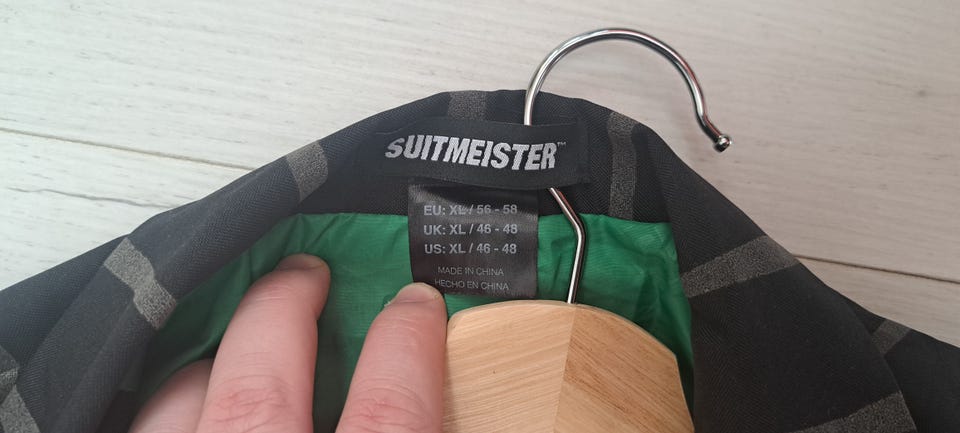 SUITMEISTER™
EU: XL / 56 - 58
UK: XL / 46 - 48
US: XL / 46 - 48
MADE IN CHINA
HECHO EN CHINA